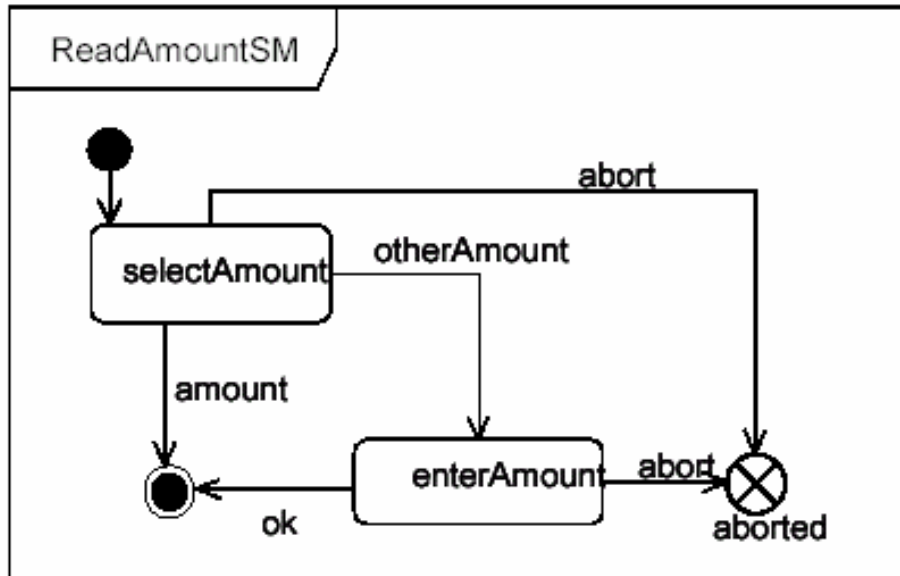 ReadAmountSM
abort
otherAmount
selectAmount
amount
abort
enterAmount
ok
aborted